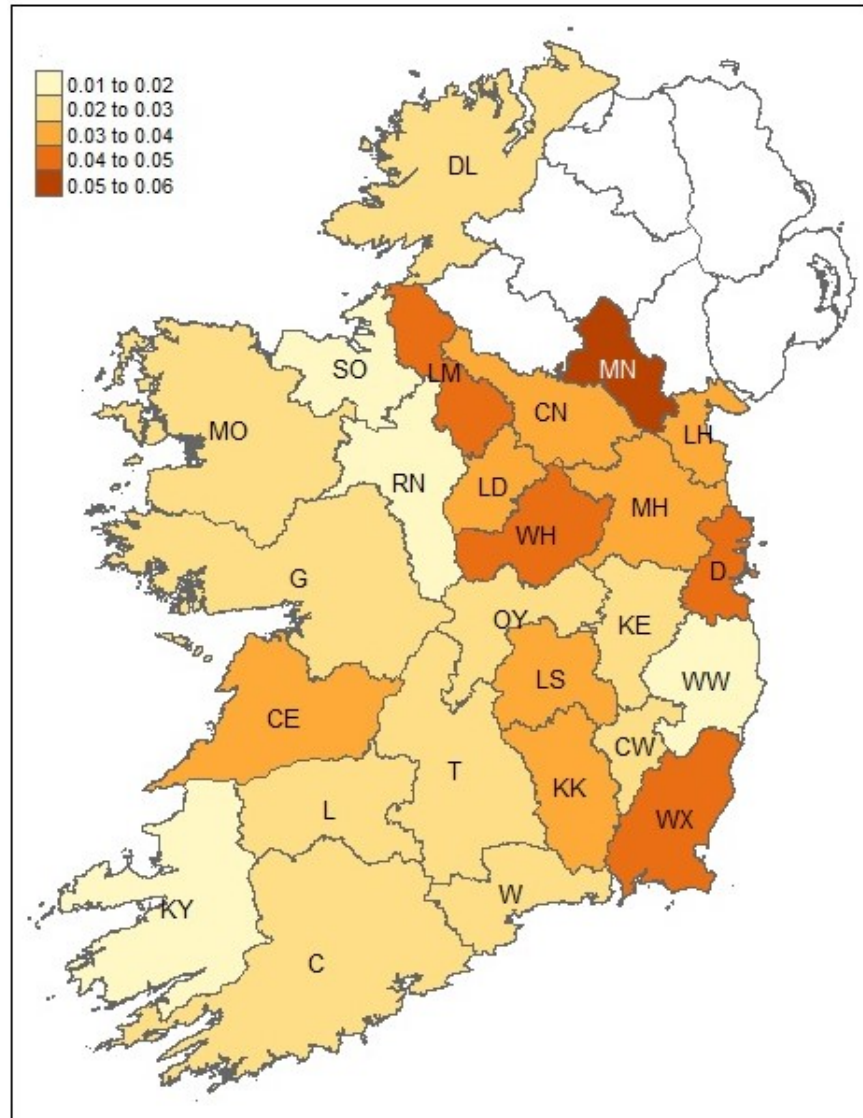 0.01 to 0.02
0.02 to 0.03
0.03 to 0.04
0.04 to 0.05
0.05 to 0.06
DL
SO
LM
MN
MO
CN
LH
RN
LD
MH
WH
D
G
OY
KE
LS
WW
CE
CW
T
KK
L
WX
W
KY
C